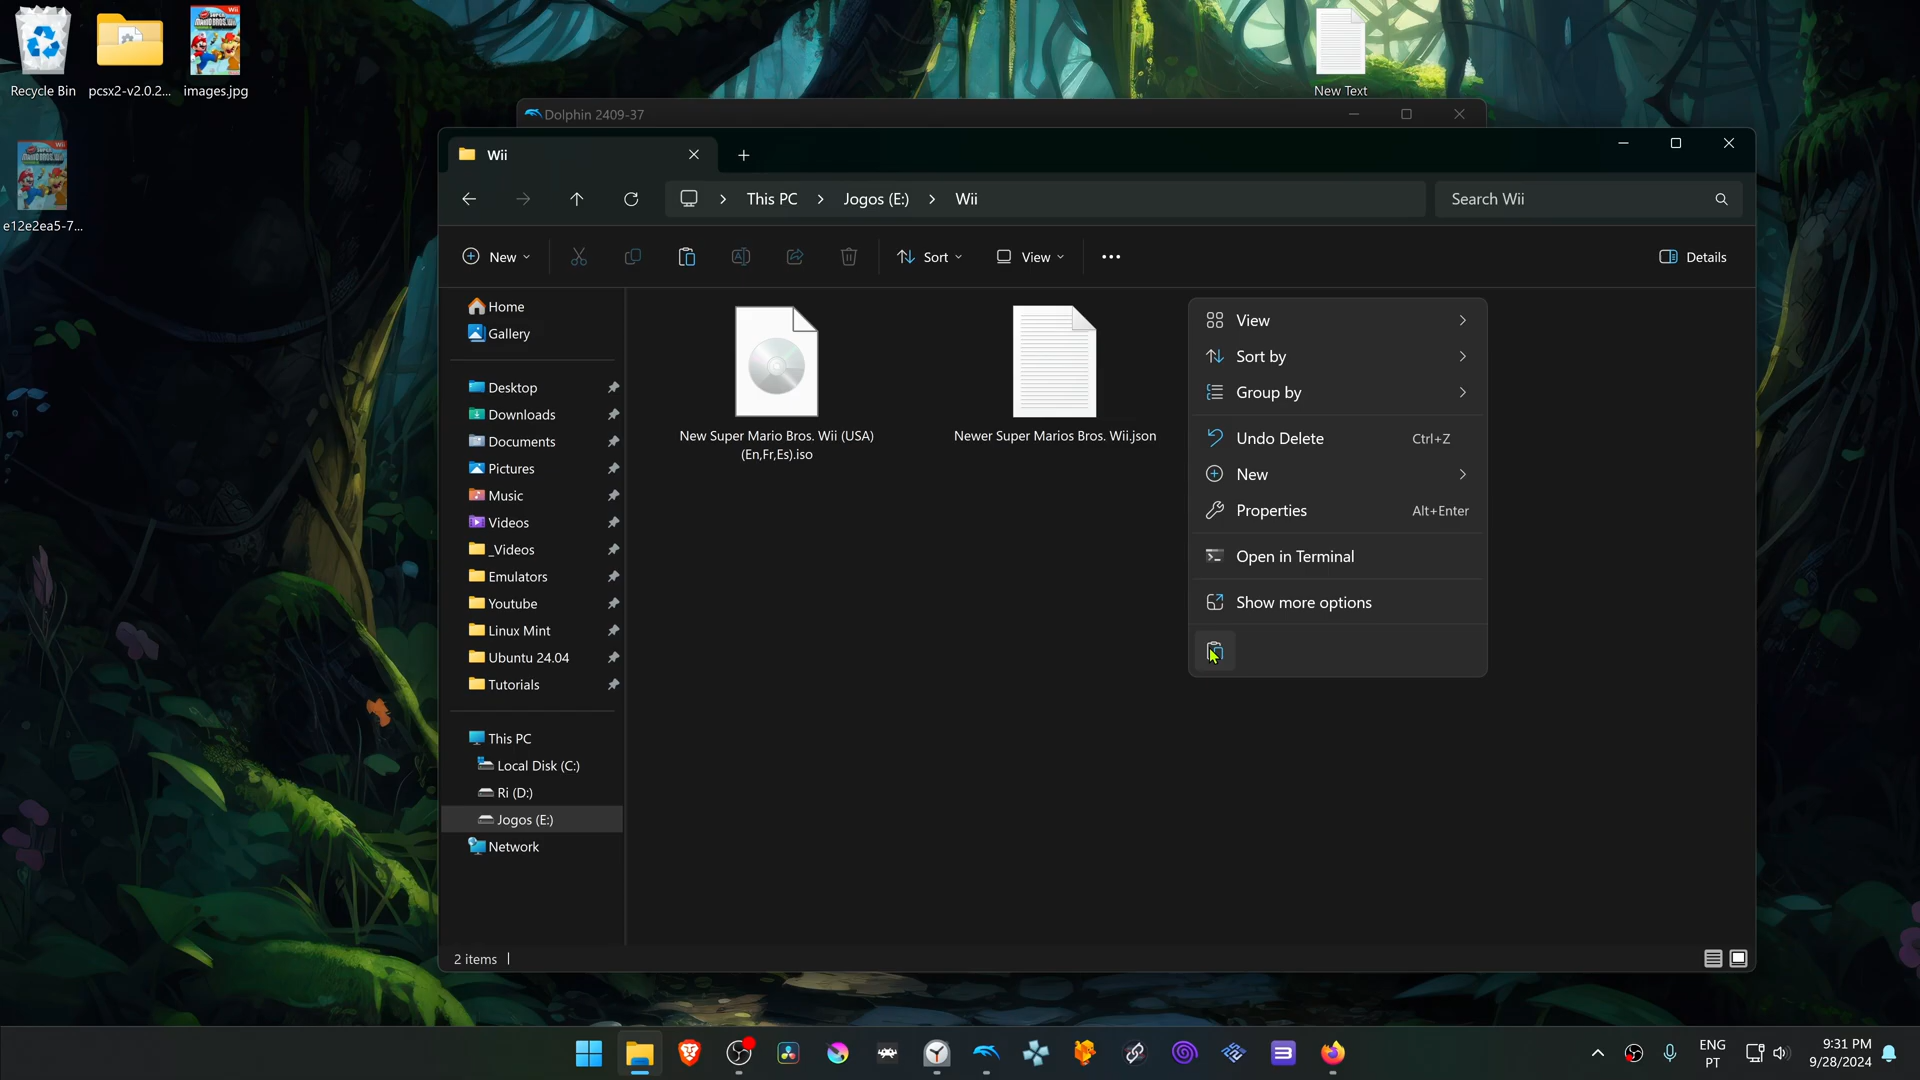 Recycle Bin
pcsx2-v2.0.2...
images.jpg
e12e2ea5-7...
New Text
Dolphin 2409-37
Wii
This PC
Jogos (E:)
Wii
Search Wii
New
Sort
View
Details
Home
Gallery
Desktop
Downloads
Documents
Pictures
Music
Videos
_Videos
Emulators
Youtube
Linux Mint
Ubuntu 24.04
Tutorials
This PC
Local Disk (C:)
Ri (D:)
Jogos (E:)
Network
New Super Mario Bros. Wii (USA)
(En,Fr,Es).iso
Newer Super Marios Bros. Wii.json
View
Sort by
Group by
Undo Delete Ctrl+Z
New
Properties Alt+Enter
Open in Terminal
Show more options
2 items
ENG
PT
9:31 PM
9/28/2024